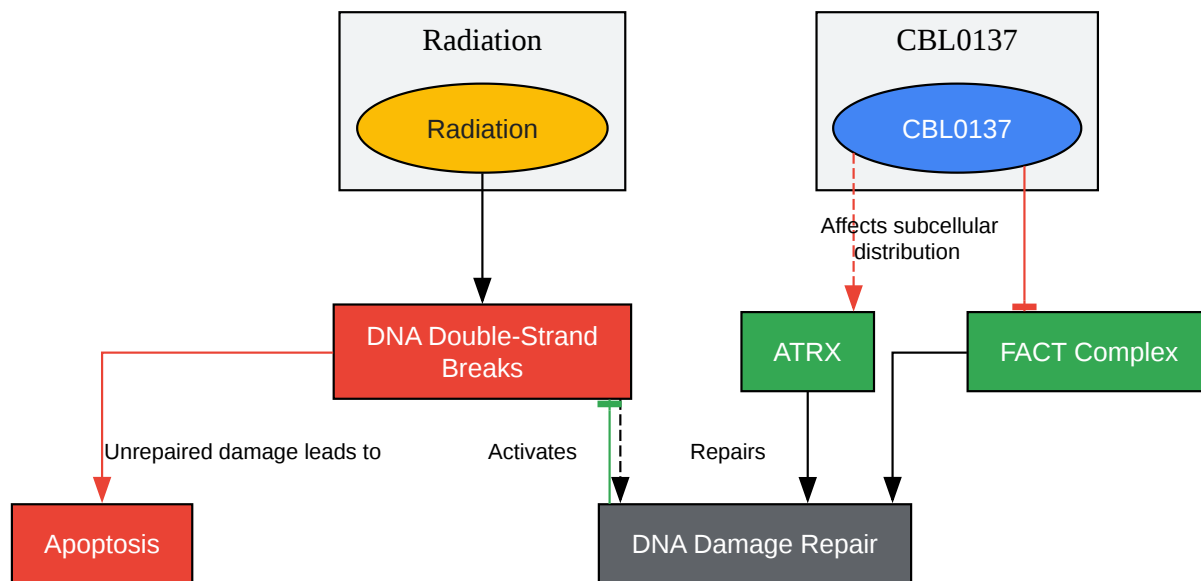 Radiation
CBL0137
Radiation
CBL0137
Affects subcellular
distribution
DNA Double-Strand
Breaks
ATRX
FACT Complex
Unrepaired damage leads to
Activates
Repairs
Apoptosis
DNA Damage Repair